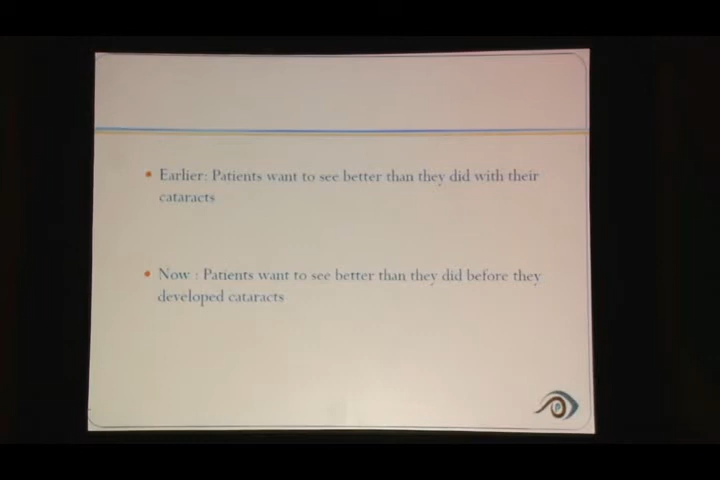 Earlier: Patients want to see better than they did with their
cataracts
Now : Patients want to see better than they did before they
developed cataracts